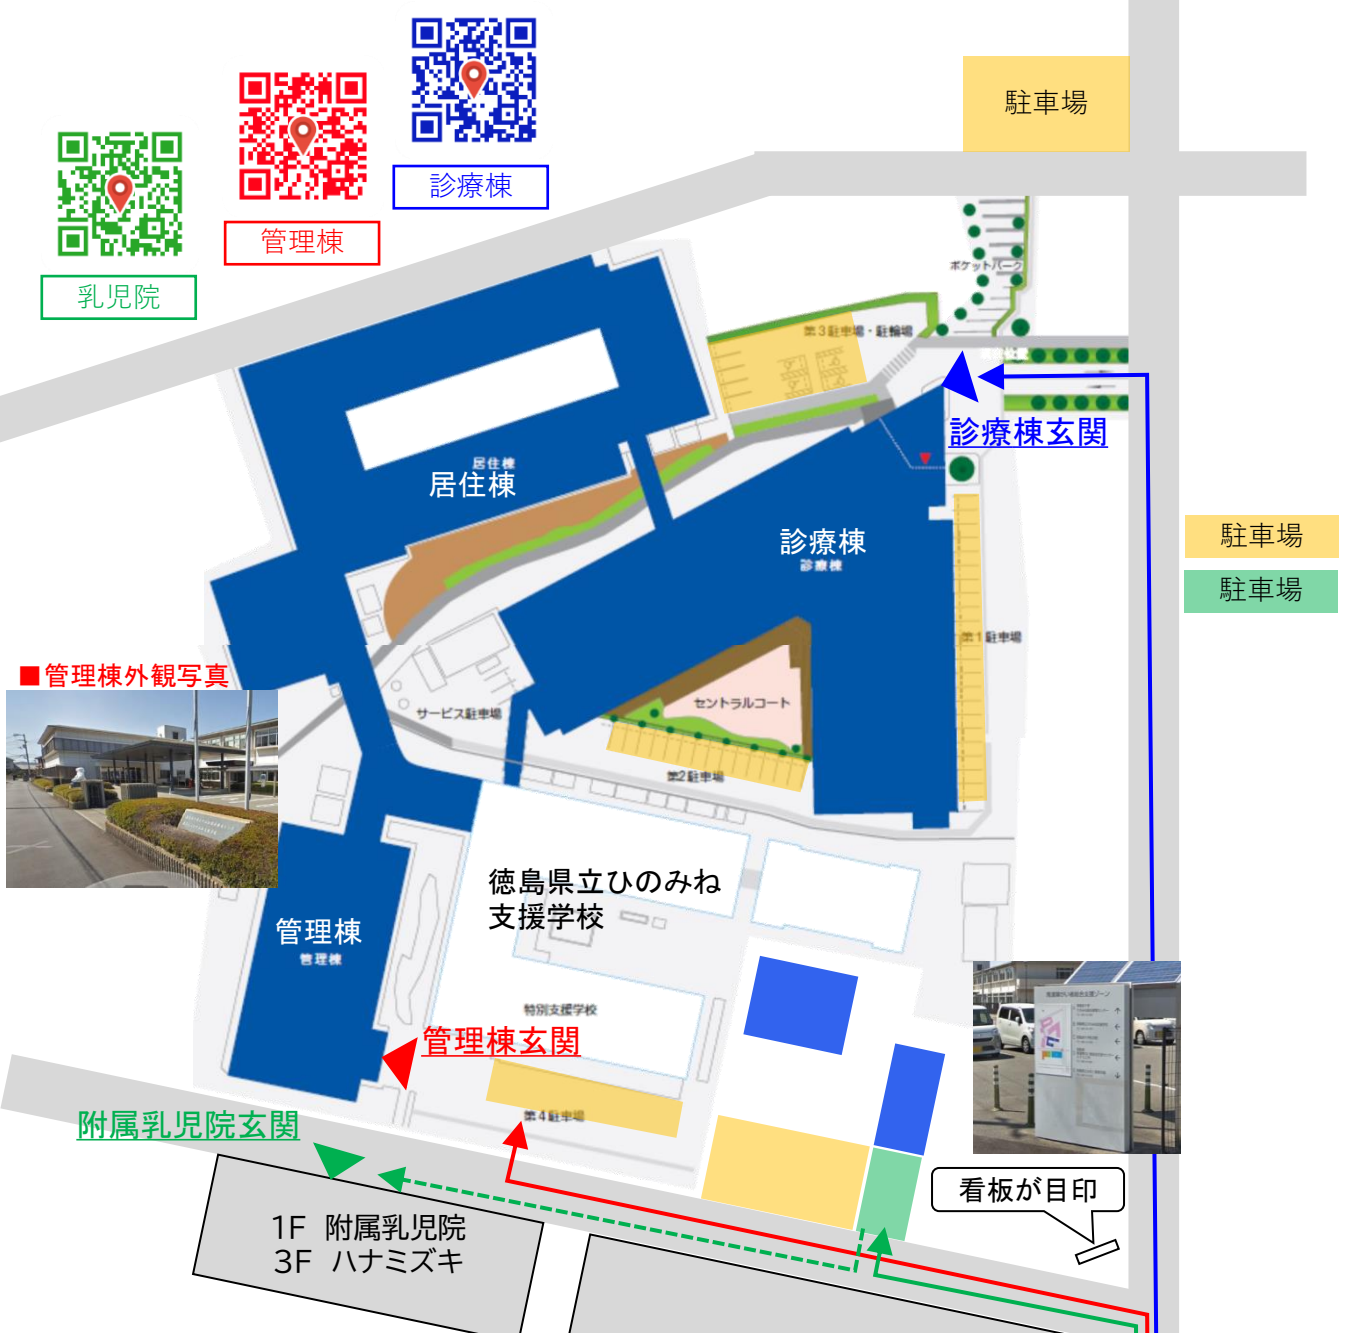 診療棟
管理棟
乳児院
駐車場
ポケットパーク
第3駐車場・駐輪場
診療棟玄関
居住棟
居住棟
診療棟
診療棟
駐車場
駐車場
第1駐車場
■管理棟外観写真
セントラルコート
サービス駐車場
第2駐車場
徳島県立ひのみね
支援学校
管理棟
管理棟
特別支援学校
管理棟玄関
第4駐車場
附属乳児院玄関
看板が目印
1F 附属乳児院
3F ハナミズキ